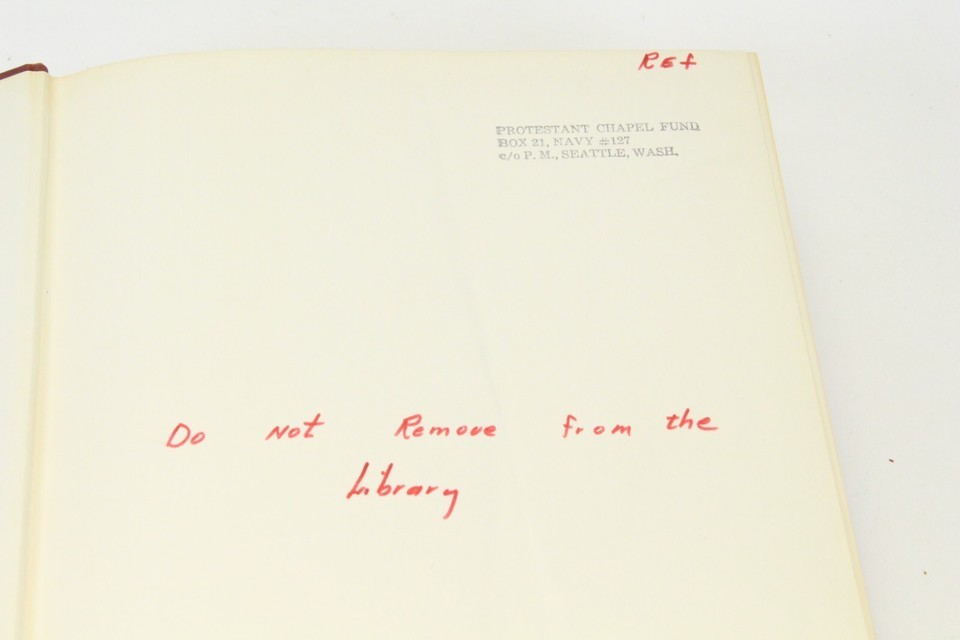 Ref
PROTESTANT CHAPEL FUND
BOX 21, NAVY #127
c/o P. M., SEATTLE, WASH.
Do Not Remove from the
Library